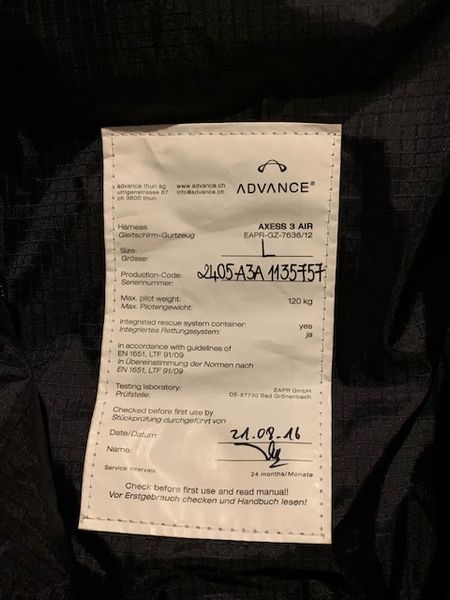 advance thun ag www.advance.ch
uttigenstrasse 87 info@advance.ch
ch 3600 thun
ADVANCE®
Harness AXESS 3 AIR
Gleitschirm-Gurtzeug EAPR-GZ-7636/12
Size: L
Grösse:
Production-Code: 2405A3A1135757
Seriennummer:
Max. pilot weight: 120 kg
Max. Pilotengewicht:
Integrated rescue system container: yes
Integriertes Rettungssystem: ja
In accordance with guidelines of
EN 1651, LTF 91/09
In Übereinstimmung der Normen nach
EN 1651, LTF 91/09
Testing laboratory: EAPR GmbH
Prüfstelle: DE-87730 Bad Grönenbach
Checked before first use by
Stückprüfung durchgeführt von
Date/Datum: 21.09.16
Name:
Service intervals 24 months/Monate
Check before first use and read manual!
Vor Erstgebrauch checken und Handbuch lesen!